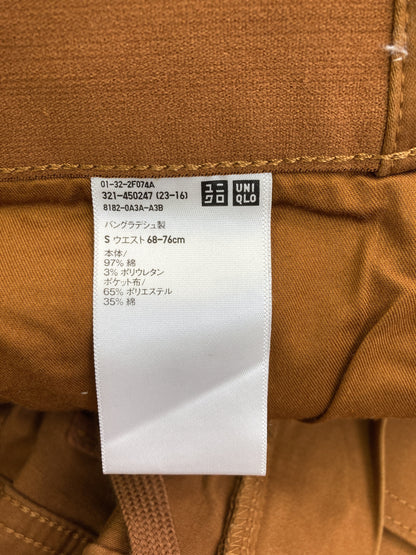 01-32-2F074A
321-450247 (23-16)
8182-0A3A-A3B
ユニ
クロ
UNI
QLO
バングラデシュ製
S ウエスト 68-76cm
本体/
97% 綿
3% ポリウレタン
ポケット布/
65% ポリエステル
35% 綿